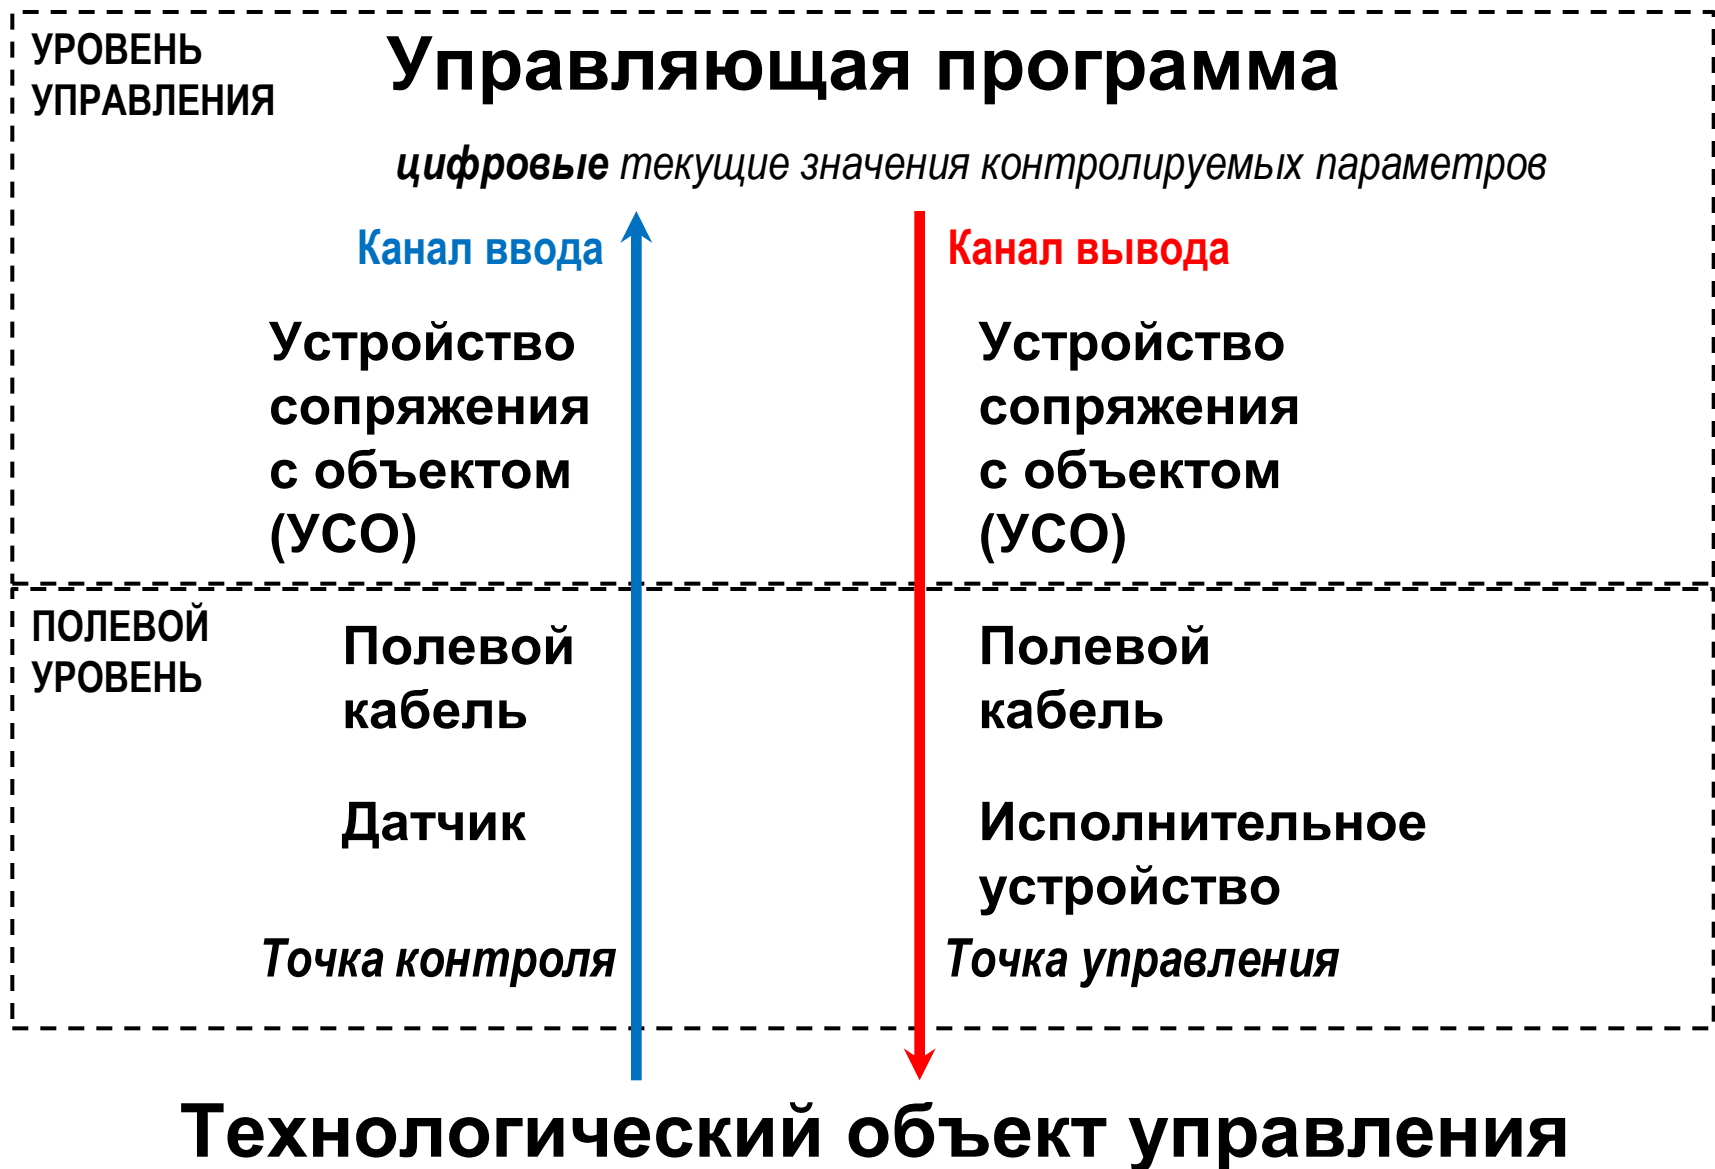 УРОВЕНЬ
УПРАВЛЕНИЯ
Управляющая программа
цифровые текущие значения контролируемых параметров
Канал ввода
Канал вывода
Устройство
сопряжения
с объектом
(УСО)
Устройство
сопряжения
с объектом
(УСО)
ПОЛЕВОЙ
УРОВЕНЬ
Полевой
кабель
Полевой
кабель
Датчик
Исполнительное
устройство
Точка контроля
Точка управления
Технологический объект управления